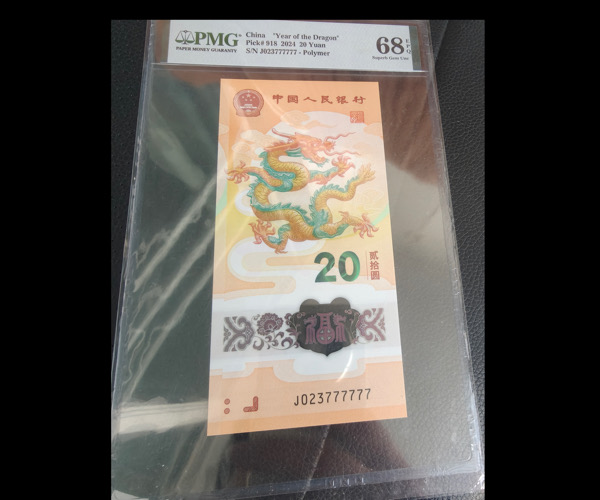 PMG
PAPER MONEY GUARANTY
China "Year of the Dragon"
Pick# 918 2024 20 Yuan
S/N J023777777 - Polymer
68 EPQ
Superb Gem Unc
中国人民银行
20
贰拾圆
福
J023777777